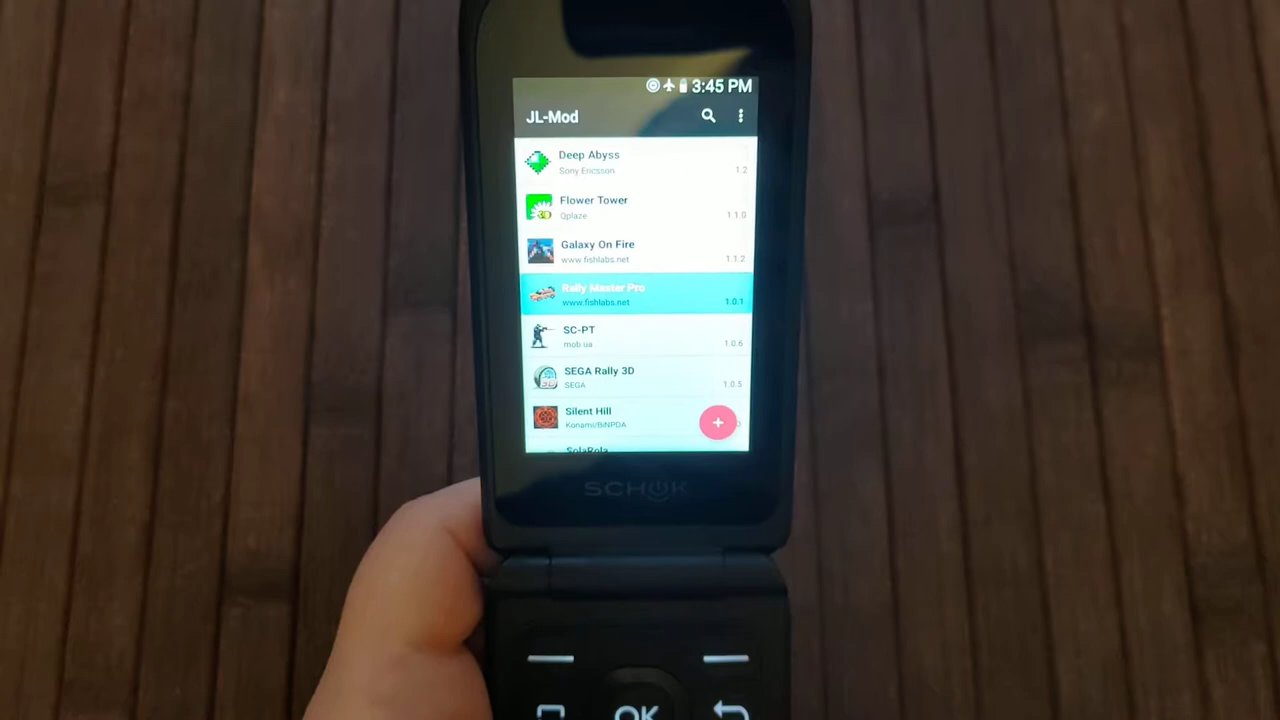 3:45 PM
JL-Mod
Deep Abyss
Sony Ericsson 1.2
Flower Tower
Qplaze 1.1.0
Galaxy On Fire
www.fishlabs.net 1.1.2
Rally Master Pro
www.fishlabs.net 1.0.1
SC-PT
mob.ua 1.0.6
SEGA Rally 3D
SEGA 1.0.5
Silent Hill
Konami/BiNPDA
SolaRola
SCHOK
OK